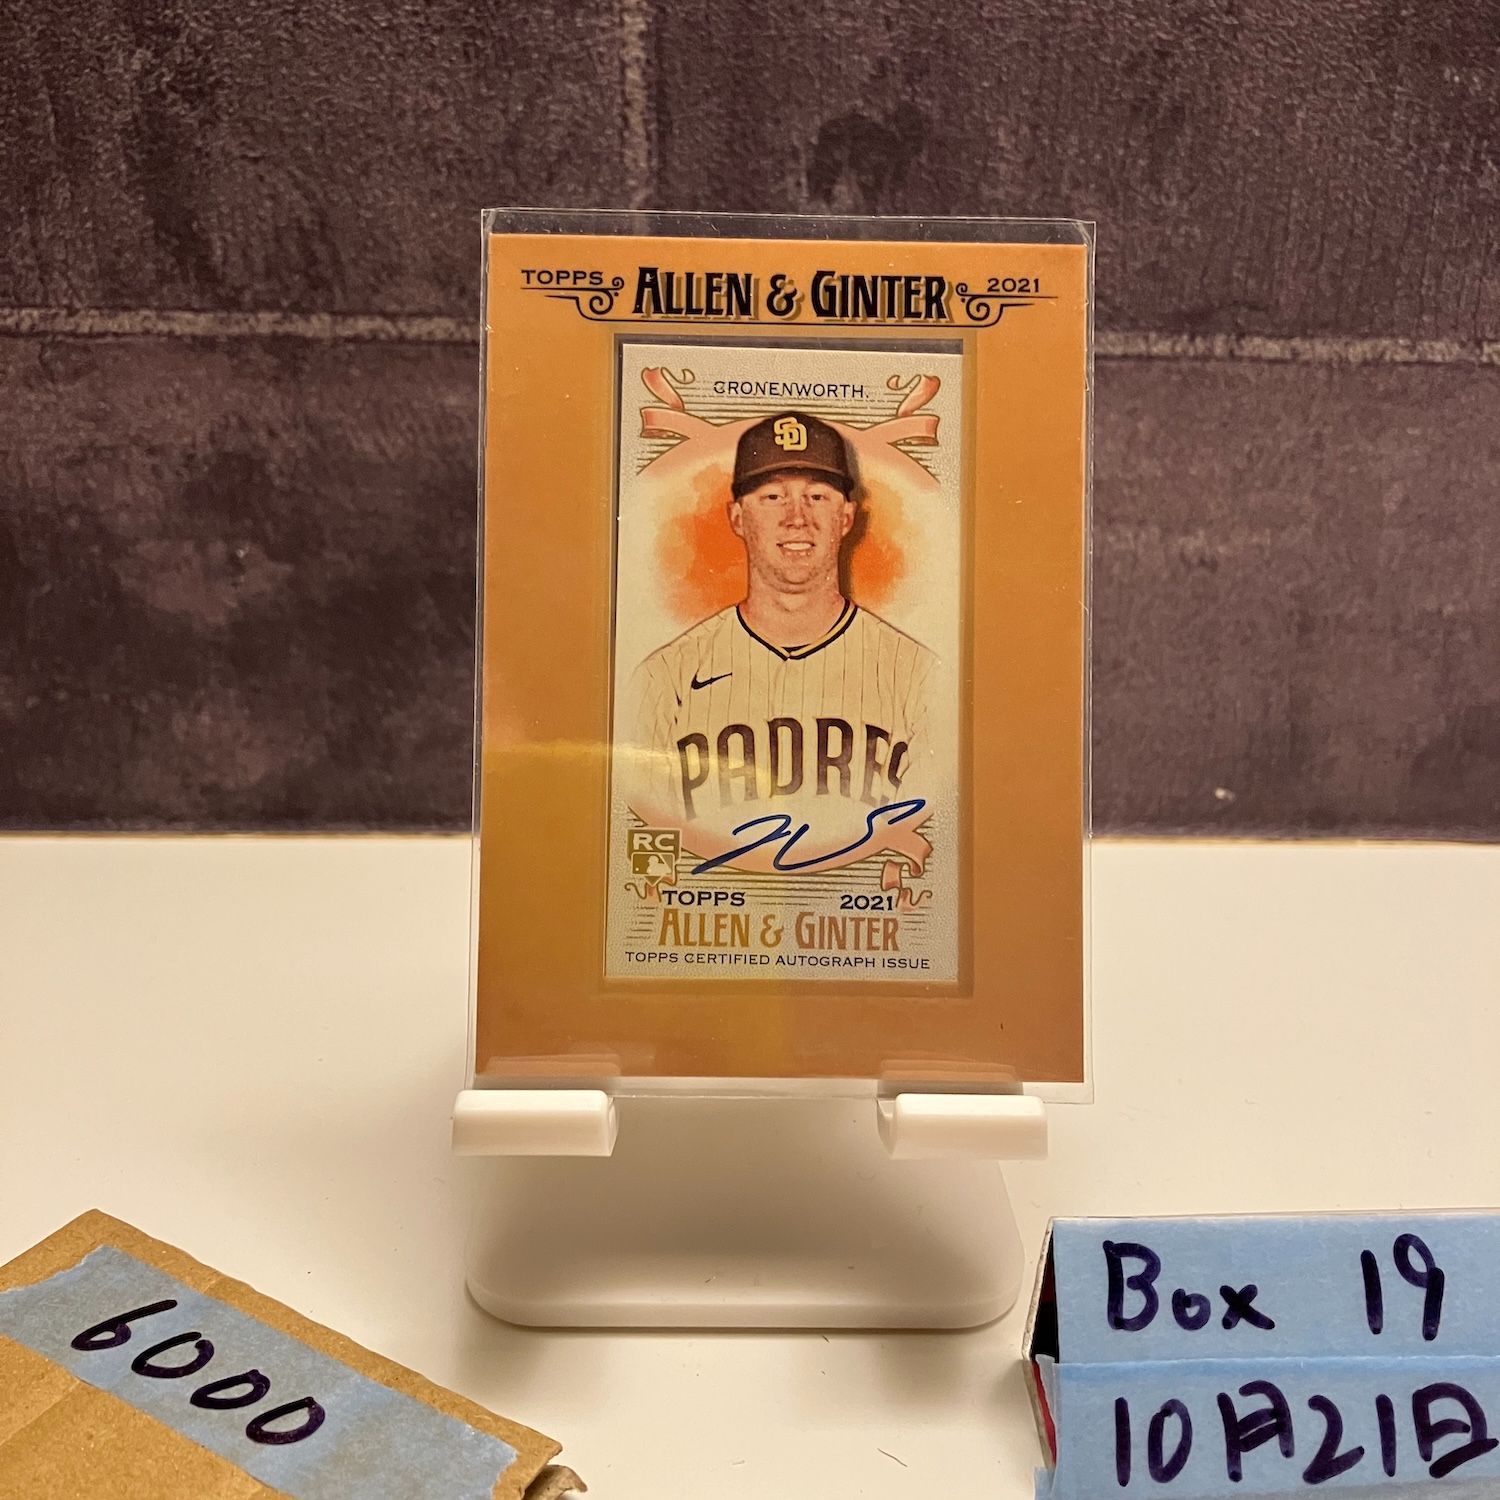 TOPPS ALLEN & GINTER 2021
CRONENWORTH.
SD
PADRES
RC
TOPPS 2021
ALLEN & GINTER
TOPPS CERTIFIED AUTOGRAPH ISSUE
6000
Box 19
10月21日